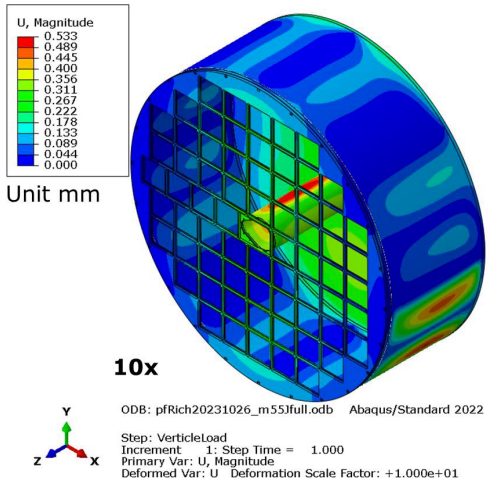 U, Magnitude
0.533
0.489
0.445
0.400
0.356
0.311
0.267
0.222
0.178
0.133
0.089
0.044
0.000
Unit mm
10x
Y
Z X
ODB: pfRich20231026_m55Jfull.odb Abaqus/Standard 2022
Step: VerticleLoad
Increment 1: Step Time = 1.000
Primary Var: U, Magnitude
Deformed Var: U Deformation Scale Factor: +1.000e+01